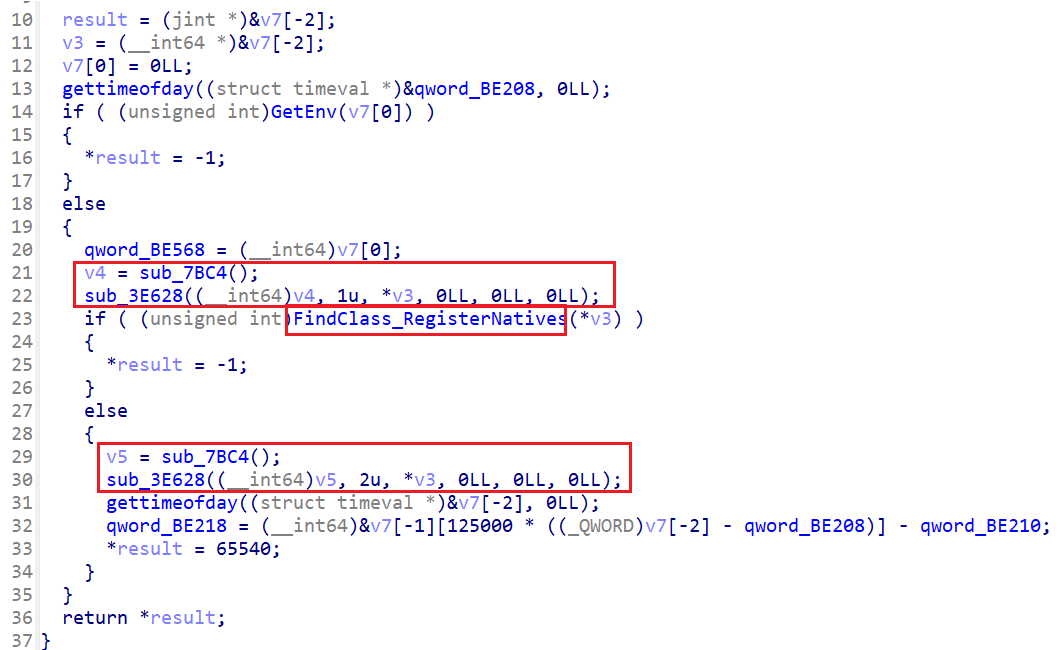 10 result = (jint *)&v7[-2];
11 v3 = (__int64 *)&v7[-2];
12 v7[0] = 0LL;
13 gettimeofday((struct timeval *)&qword_BE208, 0LL);
14 if ( (unsigned int)GetEnv(v7[0]) )
15 {
16 *result = -1;
17 }
18 else
19 {
20 qword_BE568 = (__int64)v7[0];
21 v4 = sub_7BC4();
22 sub_3E628((__int64)v4, 1u, *v3, 0LL, 0LL, 0LL);
23 if ( (unsigned int)FindClass_RegisterNatives(*v3) )
24 {
25 *result = -1;
26 }
27 else
28 {
29 v5 = sub_7BC4();
30 sub_3E628((__int64)v5, 2u, *v3, 0LL, 0LL, 0LL);
31 gettimeofday((struct timeval *)&v7[-2], 0LL);
32 qword_BE218 = (__int64)&v7[-1][125000 * ((_QWORD)v7[-2] - qword_BE208)] - qword_BE210;
33 *result = 65540;
34 }
35 }
36 return *result;
37 }